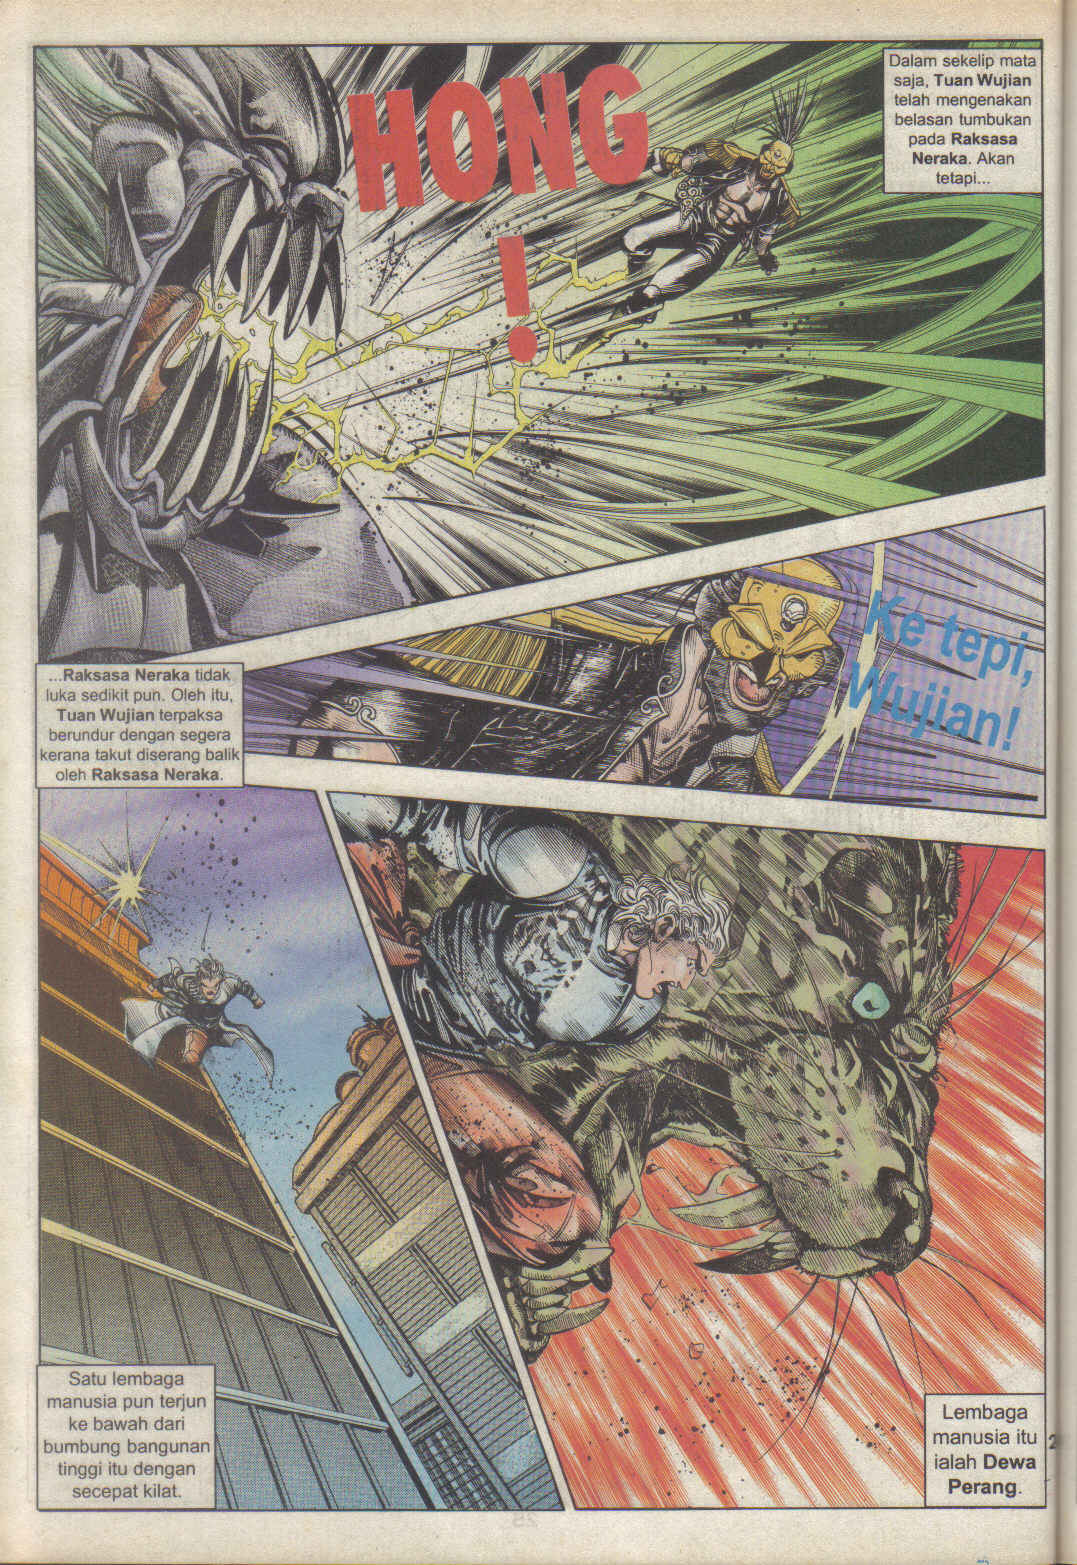 HONG
!
Dalam sekelip mata
saja, Tuan Wujian
telah mengenakan
belasan tumbukan
pada Raksasa
Neraka. Akan
tetapi...
...Raksasa Neraka tidak
luka sedikit pun. Oleh itu,
Tuan Wujian terpaksa
berundur dengan segera
kerana takut diserang balik
oleh Raksasa Neraka.
Ke tepi,
Wujian!
Satu lembaga
manusia pun terjun
ke bawah dari
bumbung bangunan
tinggi itu dengan
secepat kilat.
Lembaga
manusia itu
ialah Dewa
Perang.